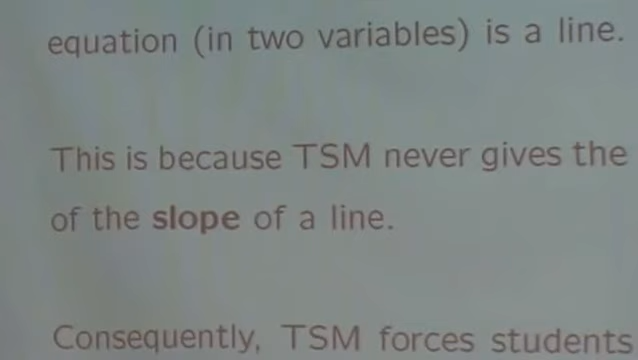 equation (in two variables) is a line.
This is because TSM never gives the
of the slope of a line.
Consequently, TSM forces students